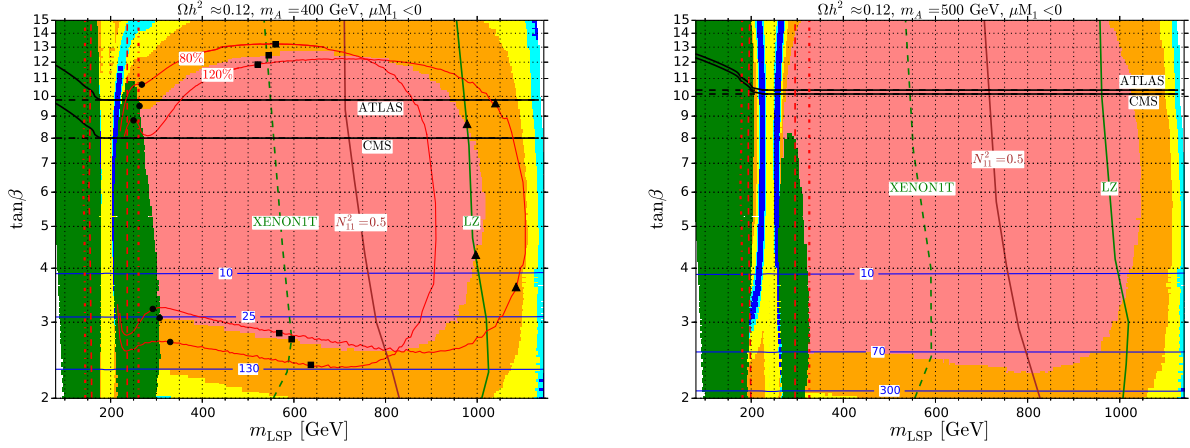 Ωh² ≈0.12, m_A =400 GeV, μM₁ <0
15
14
13
12
11
10
9
8
7
6
5
4
3
2
tanβ
80%
120%
ATLAS
CMS
XENON1T
N²₁₁ =0.5
LZ
10
25
130
200
400
600
800
1000
m_LSP [GeV]
Ωh² ≈0.12, m_A =500 GeV, μM₁ <0
15
14
13
12
11
10
9
8
7
6
5
4
3
2
tanβ
ATLAS
CMS
N²₁₁ =0.5
XENON1T
LZ
10
70
300
200
400
600
800
1000
m_LSP [GeV]